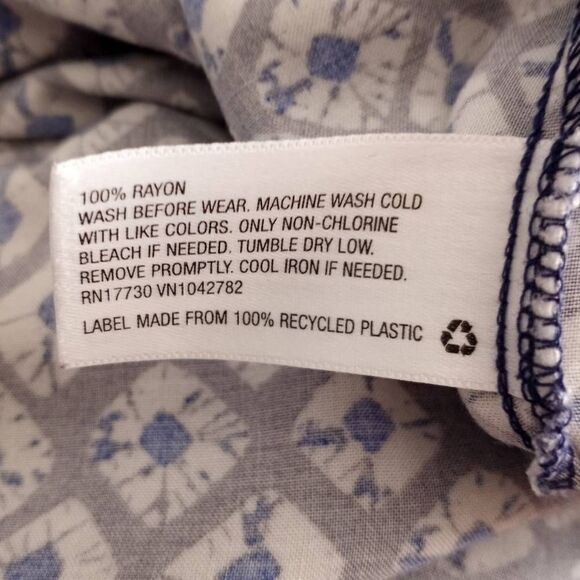 100% RAYON
WASH BEFORE WEAR. MACHINE WASH COLD
WITH LIKE COLORS. ONLY NON-CHLORINE
BLEACH IF NEEDED. TUMBLE DRY LOW.
REMOVE PROMPTLY. COOL IRON IF NEEDED.
RN17730 VN1042782
LABEL MADE FROM 100% RECYCLED PLASTIC